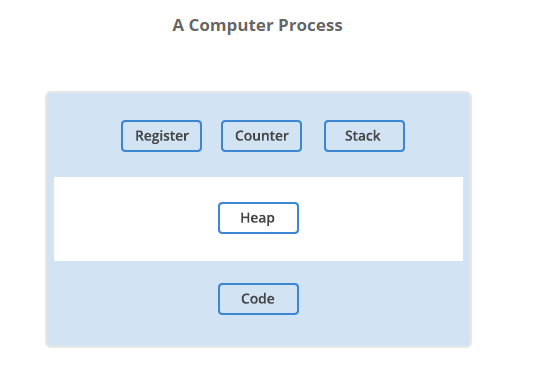 A Computer Process
Register Counter Stack
Heap
Code